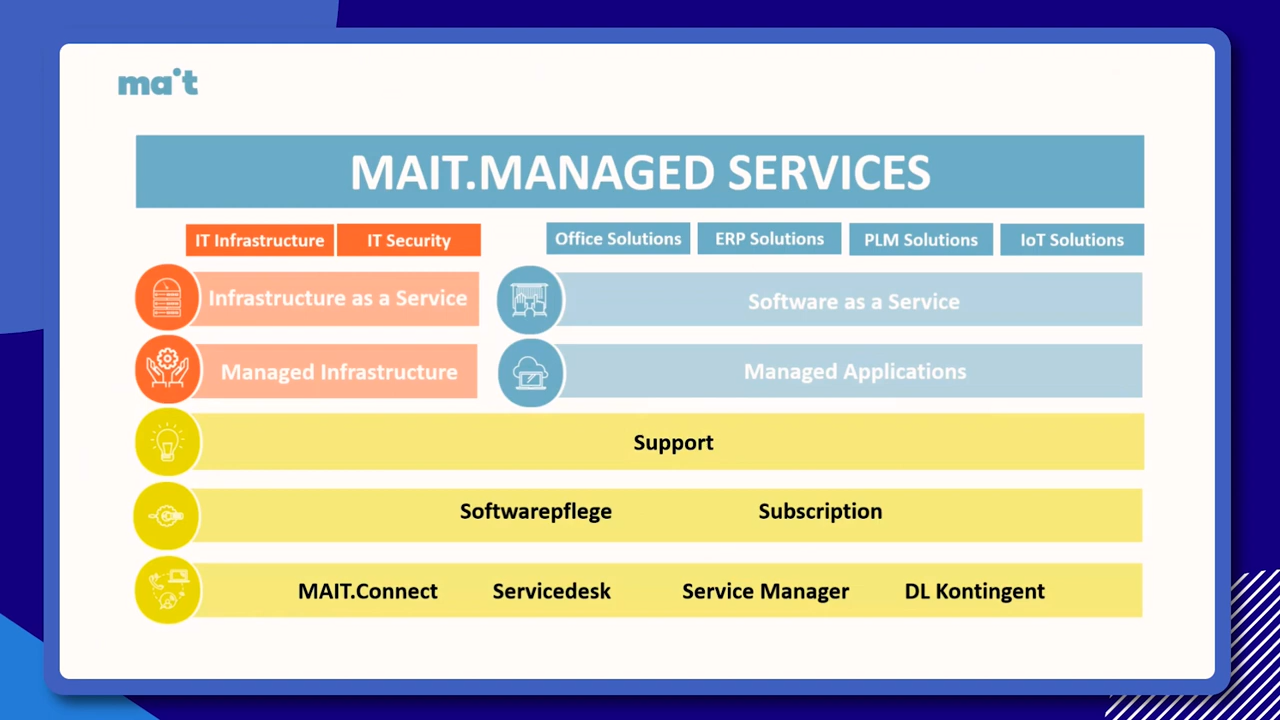 mait
MAIT.MANAGED SERVICES
IT Infrastructure IT Security Office Solutions ERP Solutions PLM Solutions IoT Solutions
Infrastructure as a Service Software as a Service
Managed Infrastructure Managed Applications
Support
Softwarepflege Subscription
MAIT.Connect Servicedesk Service Manager DL Kontingent